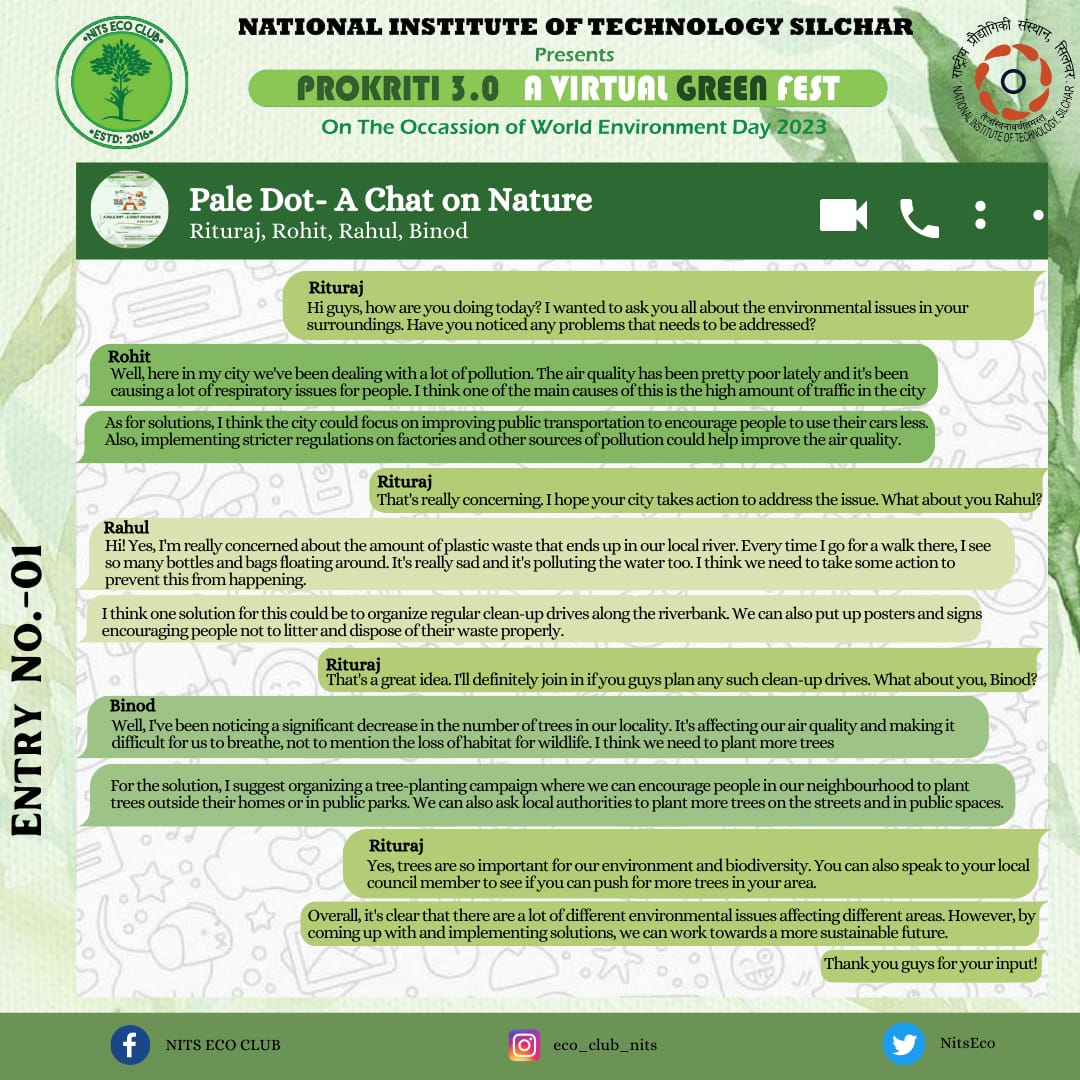 NITS ECO CLUB
ESTD: 2016
NATIONAL INSTITUTE OF TECHNOLOGY SILCHAR
Presents
PROKRITI 3.0 A VIRTUAL GREEN FEST
On The Occassion of World Environment Day 2023
राष्ट्रीय प्रौद्योगिकी संस्थान, सिलचर
NATIONAL INSTITUTE OF TECHNOLOGY, SILCHAR
Pale Dot- A Chat on Nature
Rituraj, Rohit, Rahul, Binod
Rituraj
Hi guys, how are you doing today? I wanted to ask you all about the environmental issues in your
surroundings. Have you noticed any problems that needs to be addressed?
Rohit
Well, here in my city we've been dealing with a lot of pollution. The air quality has been pretty poor lately and it's been
causing a lot of respiratory issues for people. I think one of the main causes of this is the high amount of traffic in the city
As for solutions, I think the city could focus on improving public transportation to encourage people to use their cars less.
Also, implementing stricter regulations on factories and other sources of pollution could help improve the air quality.
Rituraj
That's really concerning. I hope your city takes action to address the issue. What about you Rahul?
Rahul
Hi! Yes, I'm really concerned about the amount of plastic waste that ends up in our local river. Every time I go for a walk there, I see
so many bottles and bags floating around. It's really sad and it's polluting the water too. I think we need to take some action to
prevent this from happening.
I think one solution for this could be to organize regular clean-up drives along the riverbank. We can also put up posters and signs
encouraging people not to litter and dispose of their waste properly.
Rituraj
That's a great idea. I'll definitely join in if you guys plan any such clean-up drives. What about you, Binod?
Binod
Well, I've been noticing a significant decrease in the number of trees in our locality. It's affecting our air quality and making it
difficult for us to breathe, not to mention the loss of habitat for wildlife. I think we need to plant more trees
For the solution, I suggest organizing a tree-planting campaign where we can encourage people in our neighbourhood to plant
trees outside their homes or in public parks. We can also ask local authorities to plant more trees on the streets and in public spaces.
Rituraj
Yes, trees are so important for our environment and biodiversity. You can also speak to your local
council member to see if you can push for more trees in your area.
Overall, it's clear that there are a lot of different environmental issues affecting different areas. However, by
coming up with and implementing solutions, we can work towards a more sustainable future.
Thank you guys for your input!
ENTRY NO.-01
NITS ECO CLUB
eco_club_nits
NitsEco